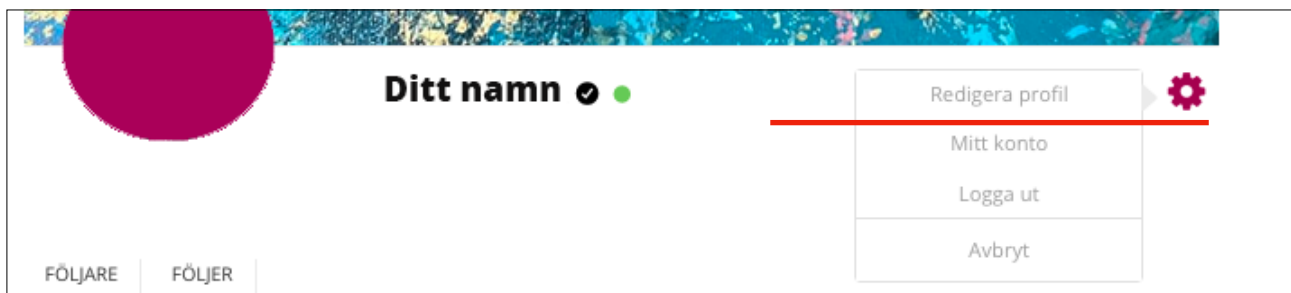 Ditt namn
Redigera profil
Mitt konto
Logga ut
Avbryt
FÖLJARE
FÖLJER